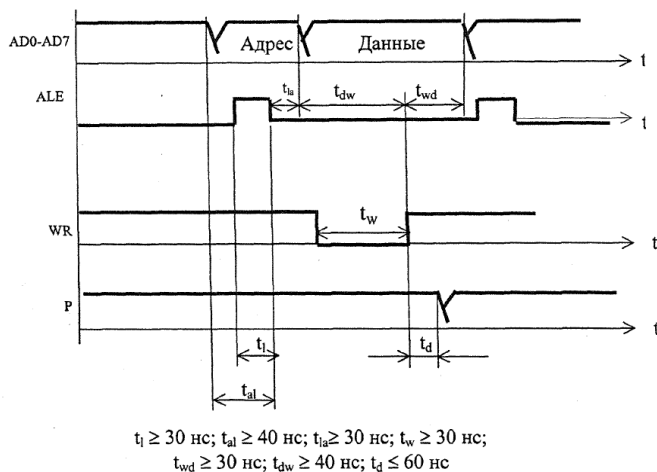 AD0-AD7 Адрес Данные
t
t_la t_dw t_wd
ALE
t
t_w
WR
t
P
t
t_l t_d
t_al
t_l ≥ 30 нс; t_al ≥ 40 нс; t_la ≥ 30 нс; t_w ≥ 30 нс;
t_wd ≥ 30 нс; t_dw ≥ 40 нс; t_d ≤ 60 нс